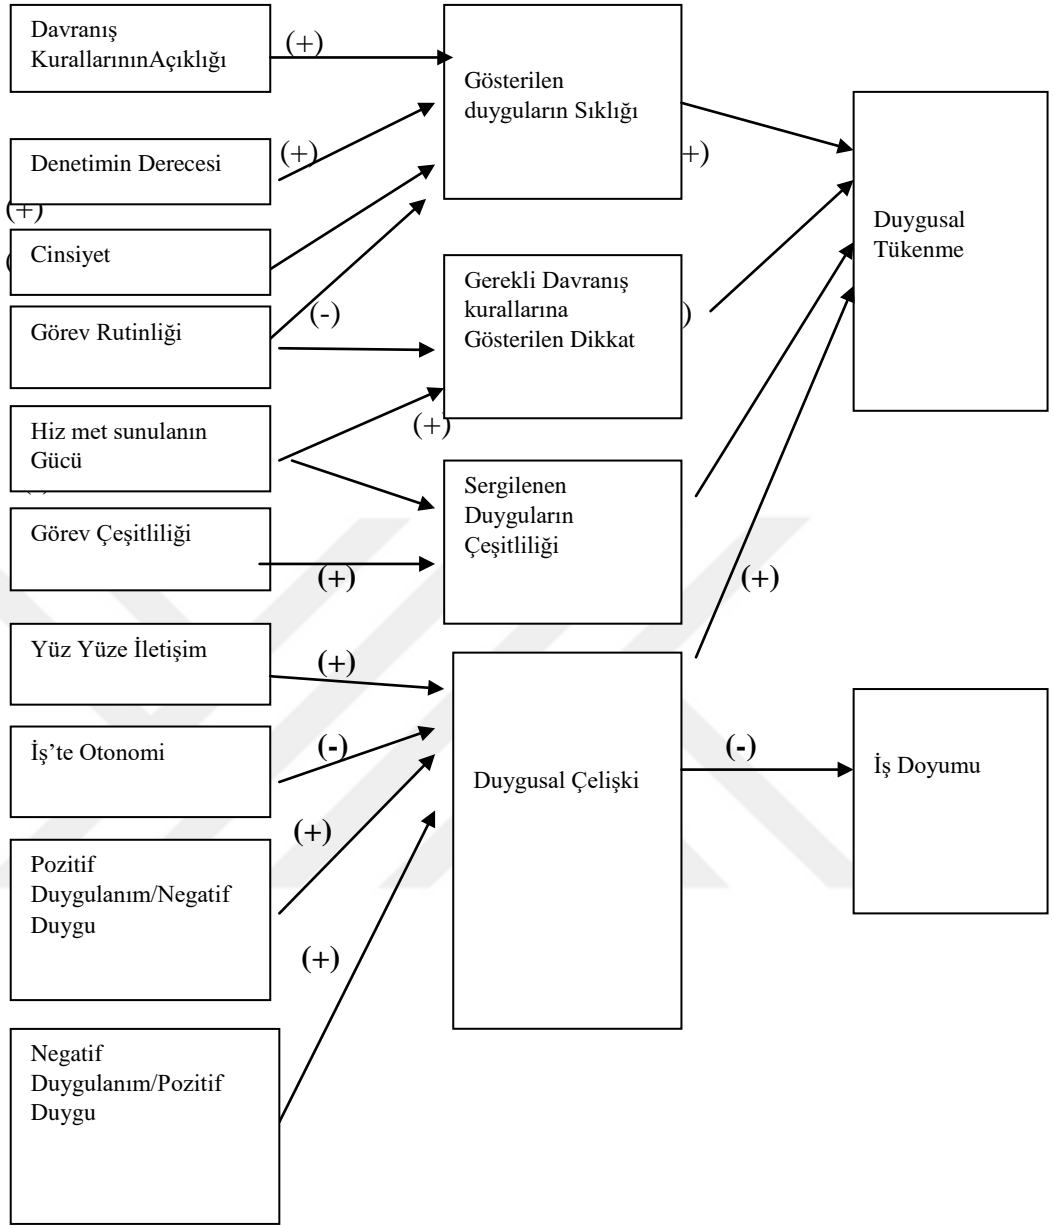 Davranış
KurallarınınAçıklığı
(+)
Gösterilen
duyguların Sıklığı
Denetimin Derecesi
(+)
+)
(+)
Cinsiyet
(
Duygusal
Tükenme
Görev Rutinliği
(-)
Gerekli Davranış
kurallarına
Gösterilen Dikkat
)
Hiz met sunulanın
Gücü
(+)
Sergilenen
Duyguların
Çeşitliliği
Görev Çeşitliliği
(+)
(+)
Yüz Yüze İletişim
(+)
İş’te Otonomi
(-)
Duygusal Çelişki
(-)
İş Doyumu
(+)
Pozitif
Duygulanım/Negatif
Duygu
(+)
Negatif
Duygulanım/Pozitif
Duygu